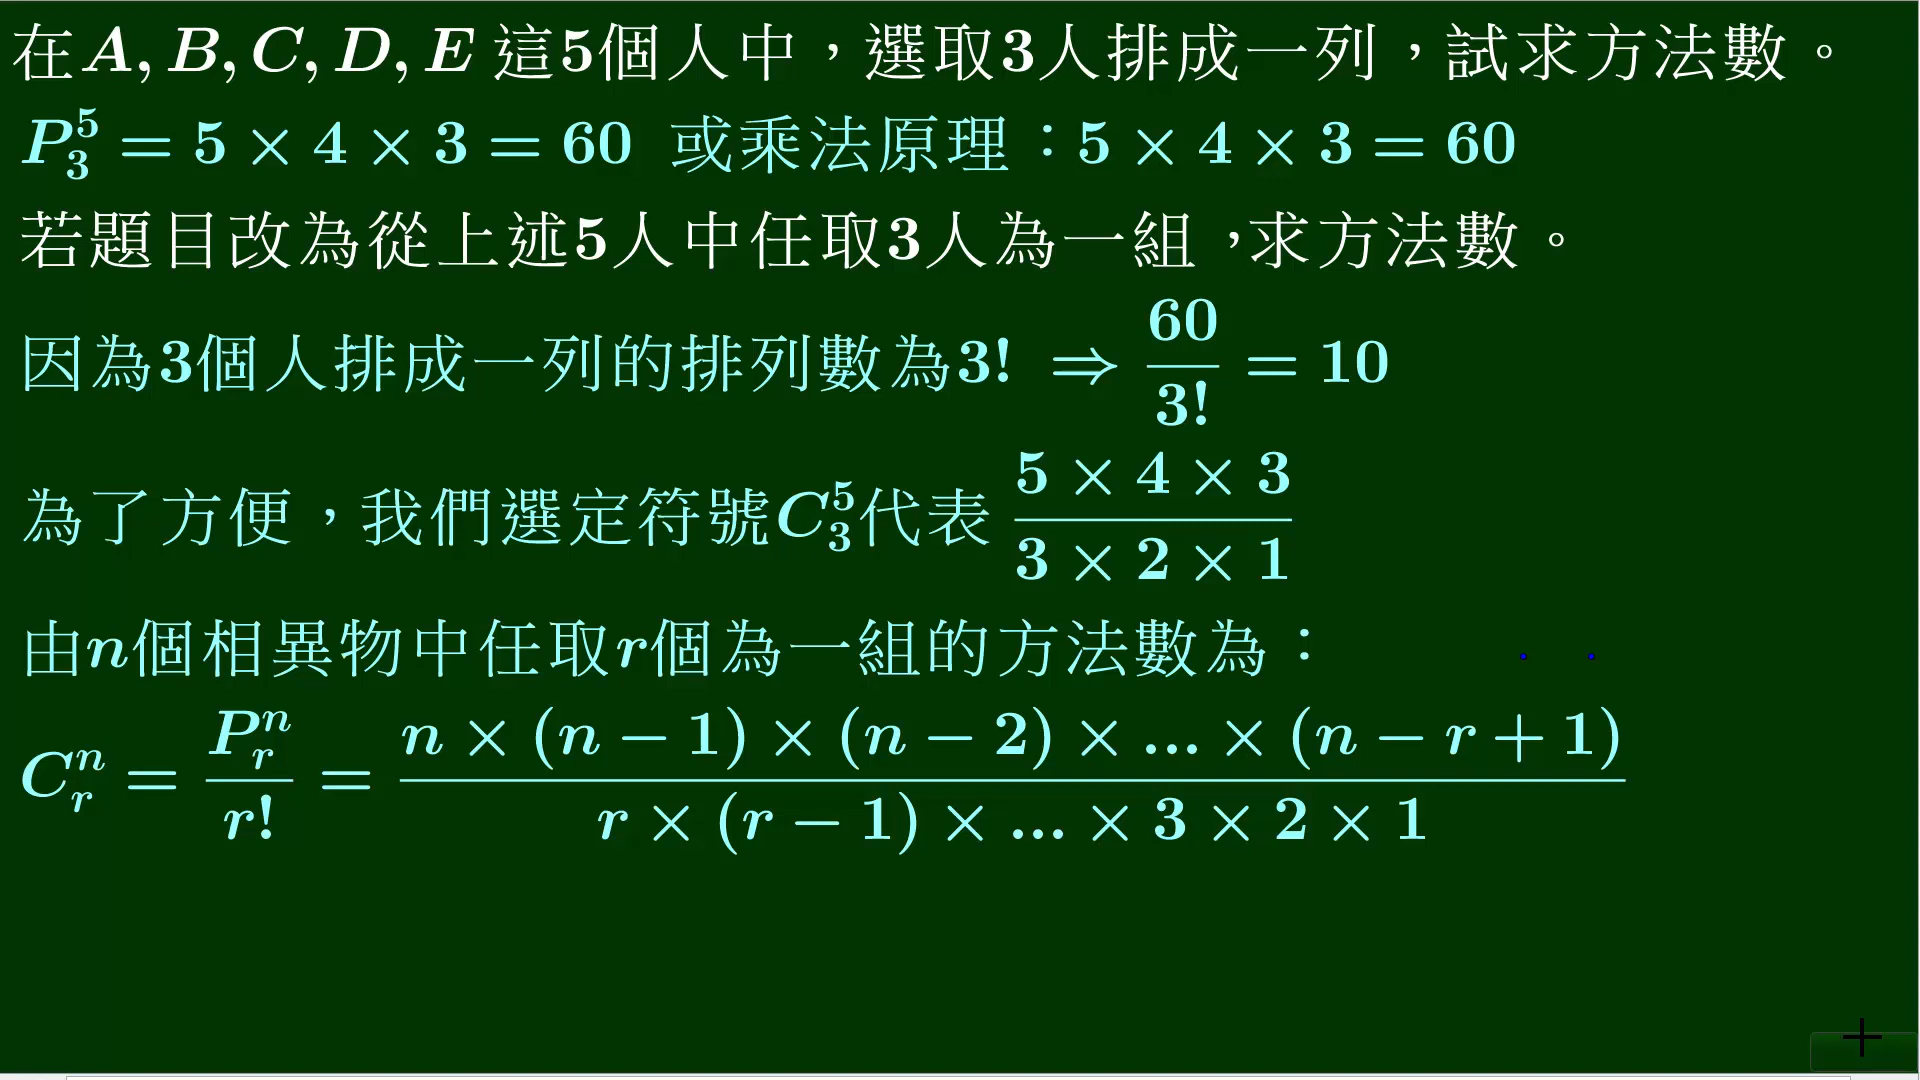 在A, B, C, D, E 這5個人中，選取3人排成一列，試求方法數。
P^5_3 = 5 × 4 × 3 = 60 或乘法原理：5 × 4 × 3 = 60
若題目改為從上述5人中任取3人為一組，求方法數。
因為3個人排成一列的排列數為3! ⇒ 60/3! = 10
為了方便，我們選定符號C^5_3代表 (5 × 4 × 3)/(3 × 2 × 1)
由n個相異物中任取r個為一組的方法數為：
C^n_r = P^n_r/r! = (n × (n − 1) × (n − 2) × ... × (n − r + 1))/(r × (r − 1) × ... × 3 × 2 × 1)